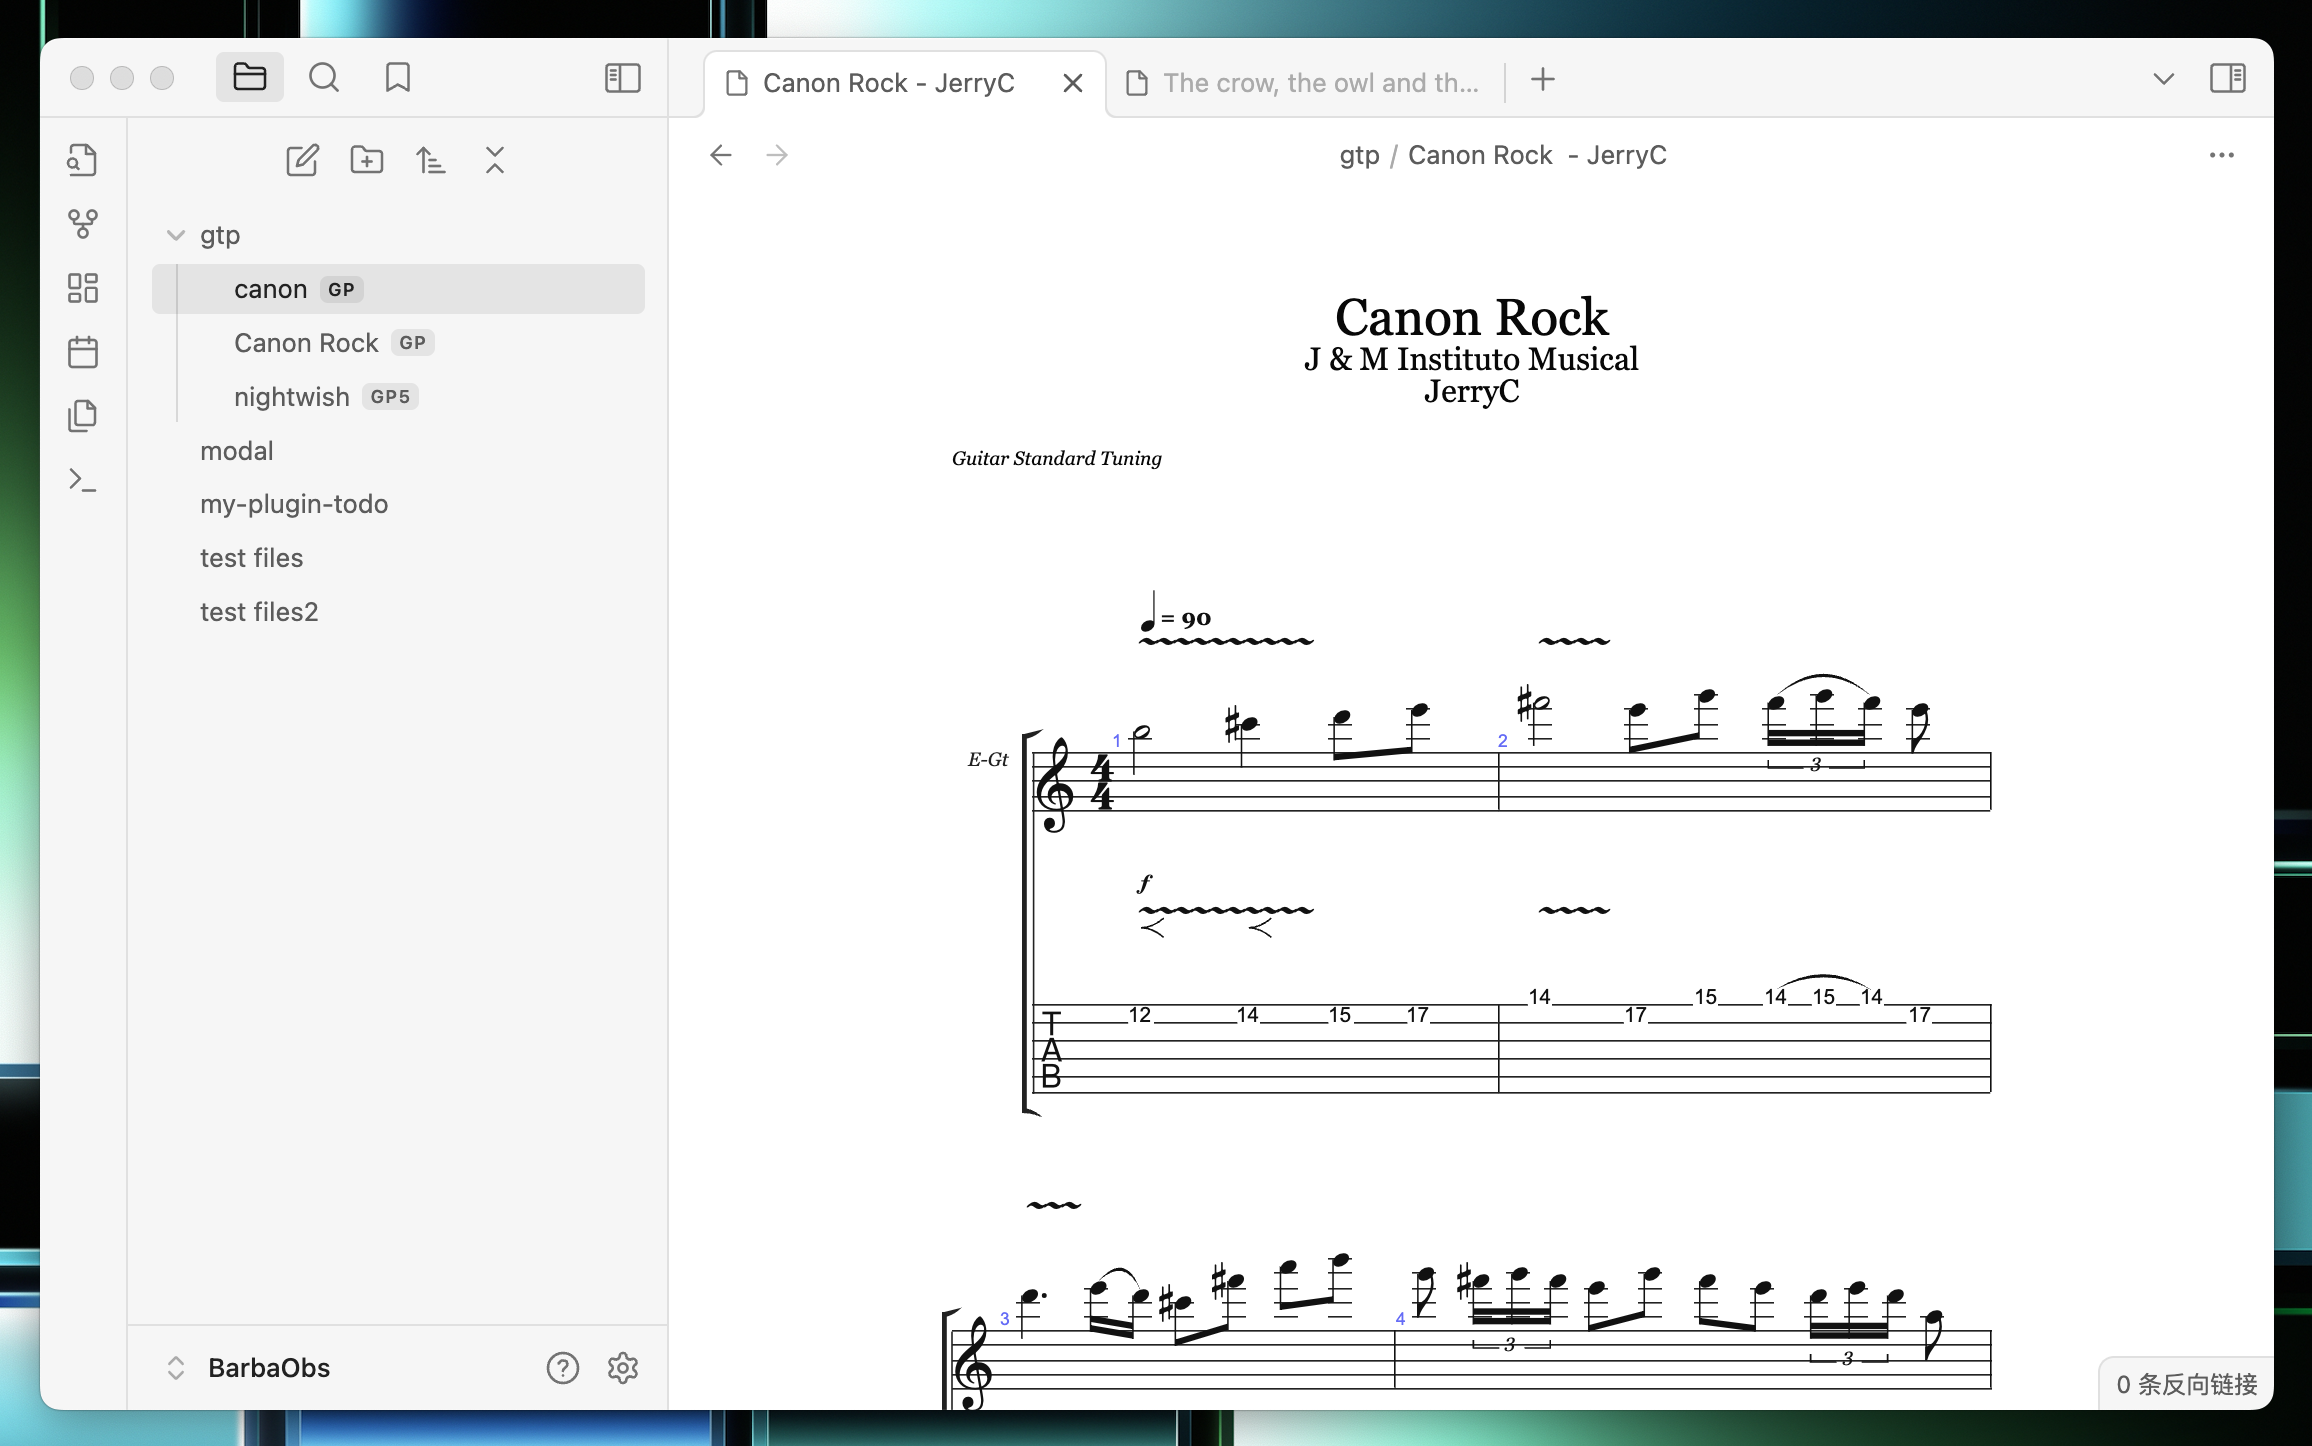 Canon Rock - JerryC
The crow, the owl and th...
gtp / Canon Rock - JerryC
gtp
canon GP
Canon Rock GP
nightwish GP5
modal
my-plugin-todo
test files
test files2
BarbaObs
Canon Rock
J & M Instituto Musical
JerryC
Guitar Standard Tuning
= 90
1
2
E-Gt
4
4
3
f
14 15 14 15 14
12 14 15 17 17 17
T
A
B
3
4
3
3
0 条反向链接